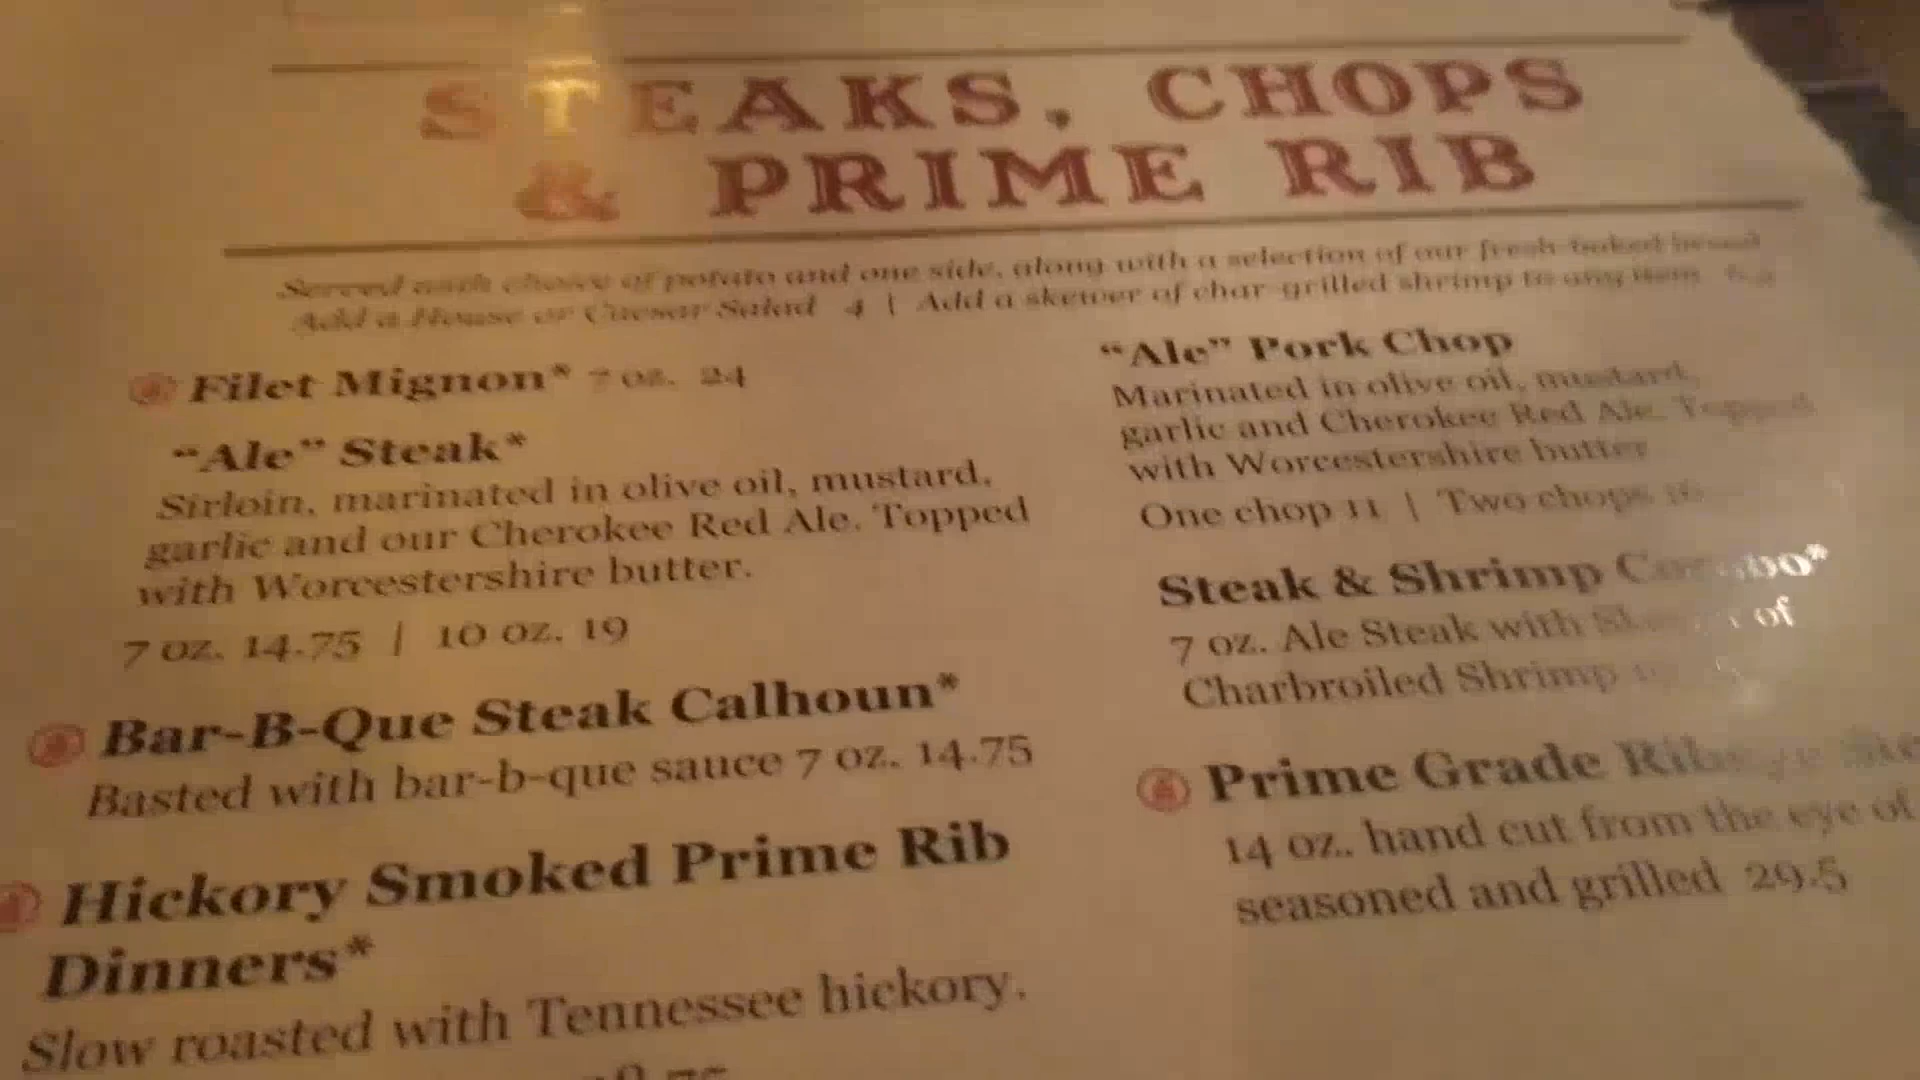 STEAKS, CHOPS
& PRIME RIB
Served each choice of potato and one side, along with a selection of our fresh-baked bread
Add a House or Caesar Salad 4 | Add a skewer of char-grilled shrimp to any item
Filet Mignon* 7 oz. 24
"Ale" Steak*
Sirloin, marinated in olive oil, mustard,
garlic and our Cherokee Red Ale. Topped
with Worcestershire butter.
7 oz. 14.75 | 10 oz. 19
Bar-B-Que Steak Calhoun*
Basted with bar-b-que sauce 7 oz. 14.75
Hickory Smoked Prime Rib
Dinners*
Slow roasted with Tennessee hickory.
"Ale" Pork Chop
Marinated in olive oil, mustard,
garlic and Cherokee Red Ale. Topped
with Worcestershire butter
One chop 11 | Two chops 16
Steak & Shrimp Combo*
7 oz. Ale Steak with of
Charbroiled Shrimp
Prime Grade Ribeye
14 oz. hand cut from the eye of
seasoned and grilled 29.5